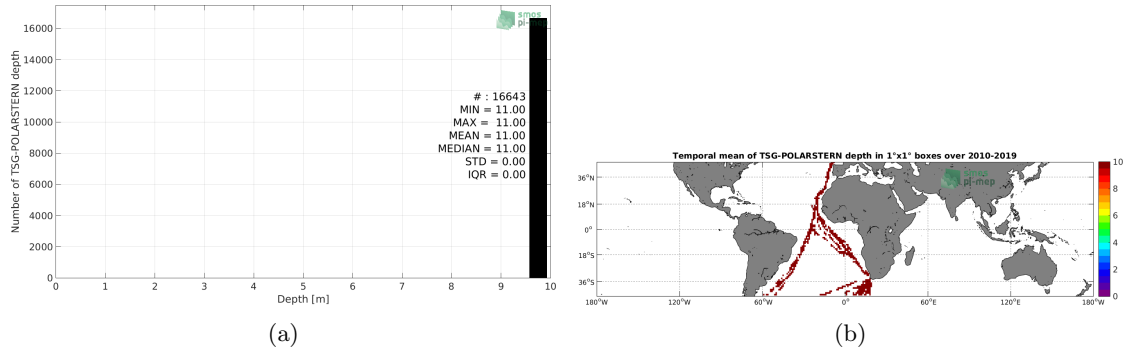 smos
pi-mep
16000
14000
12000
10000
8000
6000
4000
2000
0
Number of TSG-POLARSTERN depth
# : 16643
MIN = 11.00
MAX = 11.00
MEAN = 11.00
MEDIAN = 11.00
STD = 0.00
IQR = 0.00
0 1 2 3 4 5 6 7 8 9 10
Depth [m]
(a)
Temporal mean of TSG-POLARSTERN depth in 1°x1° boxes over 2010-2019
smos
pi-mep
36°N
18°N
0°
18°S
36°S
180°W 120°W 60°W 0° 60°E 120°E 180°E
10
8
6
4
2
0
(b)